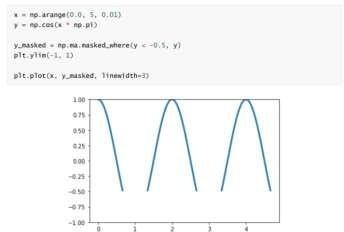 x = np.arange(0.0, 5, 0.01)
y = np.cos(x * np.pi)
y_masked = np.ma.masked_where(y < -0.5, y)
plt.ylim(-1, 1)
plt.plot(x, y_masked, linewidth=3)
1.00
0.75
0.50
0.25
0.00
-0.25
-0.50
-0.75
-1.00
0 1 2 3 4